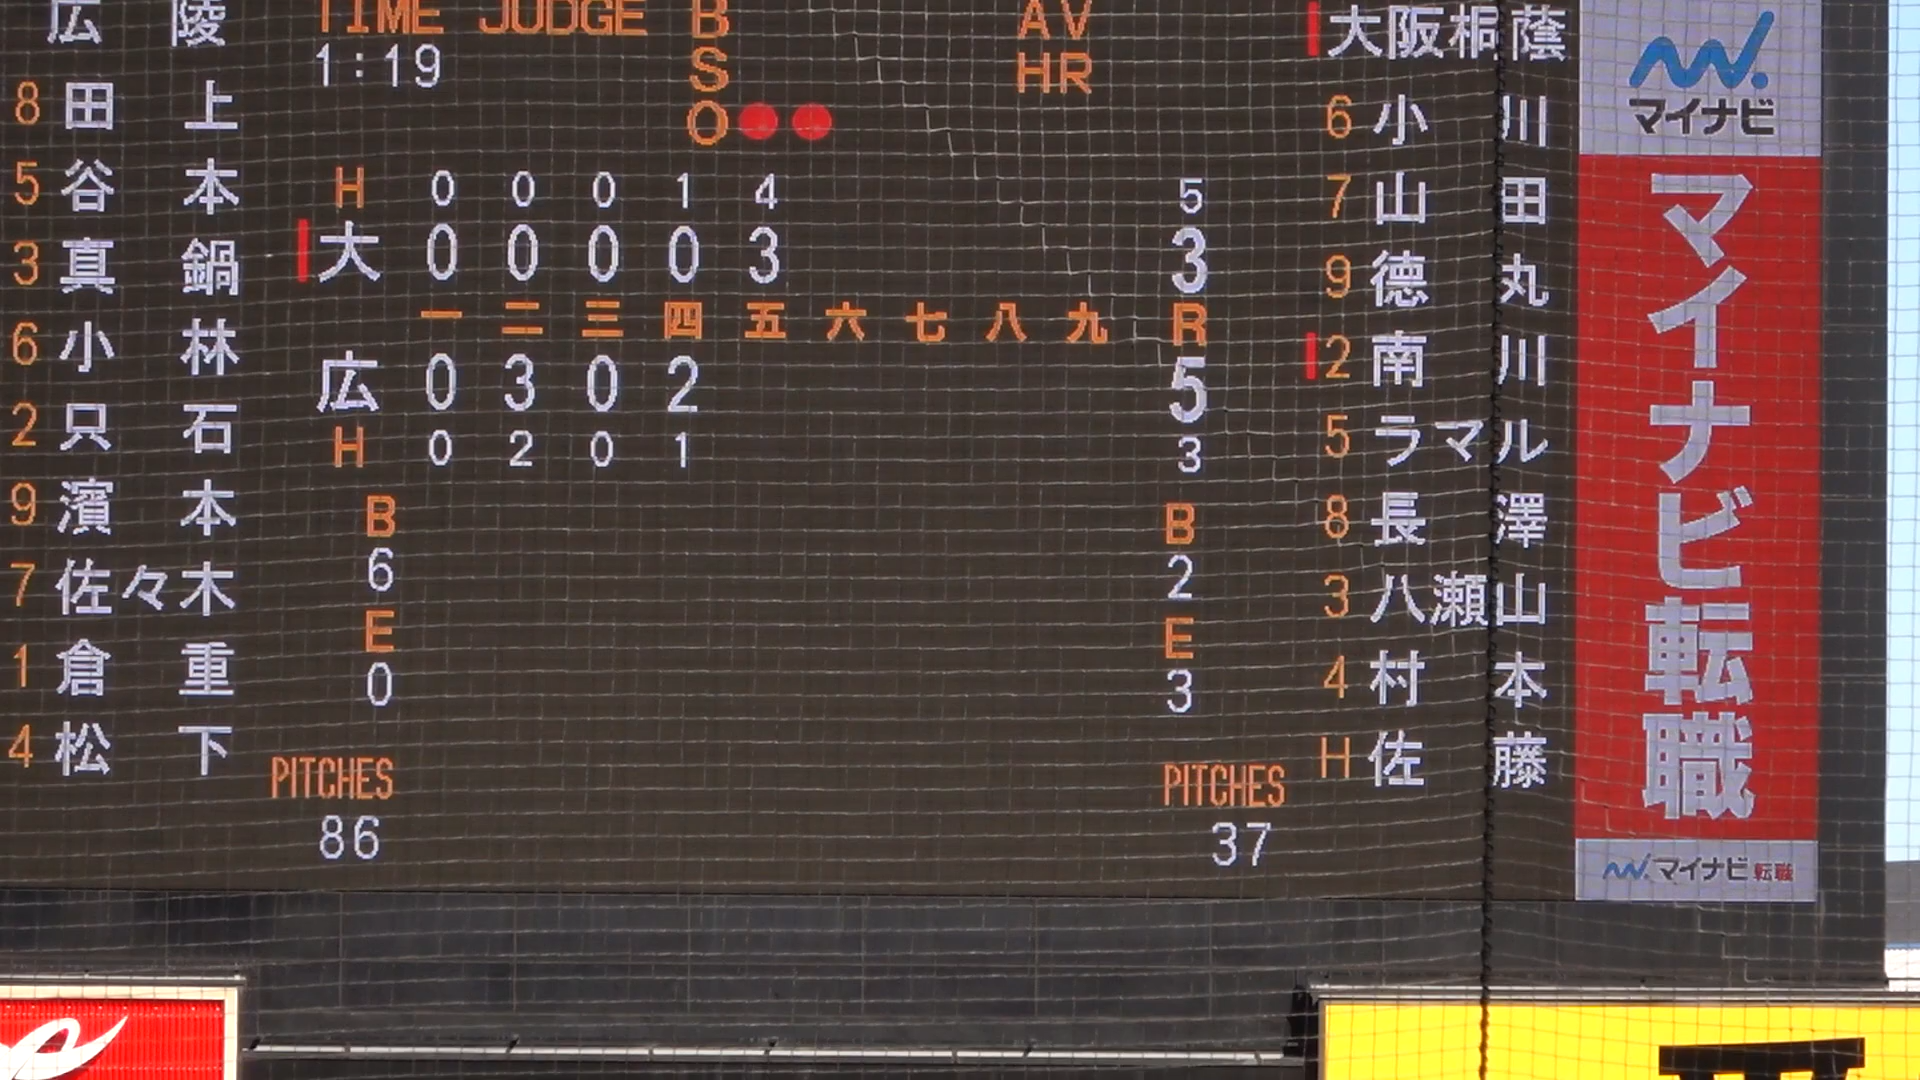 広陵
8 田上
5 谷本
3 真鍋
6 小林
2 只石
9 濱本
7 佐々木
1 倉重
4 松下
TIME JUDGE
1:19
B
S
O
AV
HR
H 0 0 0 1 4 5
大 0 0 0 0 3 3
一 二 三 四 五 六 七 八 九 R
広 0 3 0 2 5
H 0 2 0 1 3
B
6
E
0
PITCHES
86
B
2
E
3
PITCHES
37
大阪桐蔭
6 小川
7 山田
9 徳丸
2 南川
5 ラマル
8 長澤
3 八瀬山
4 村本
H 佐藤
マイナビ
マイナビ転職
マイナビ転職